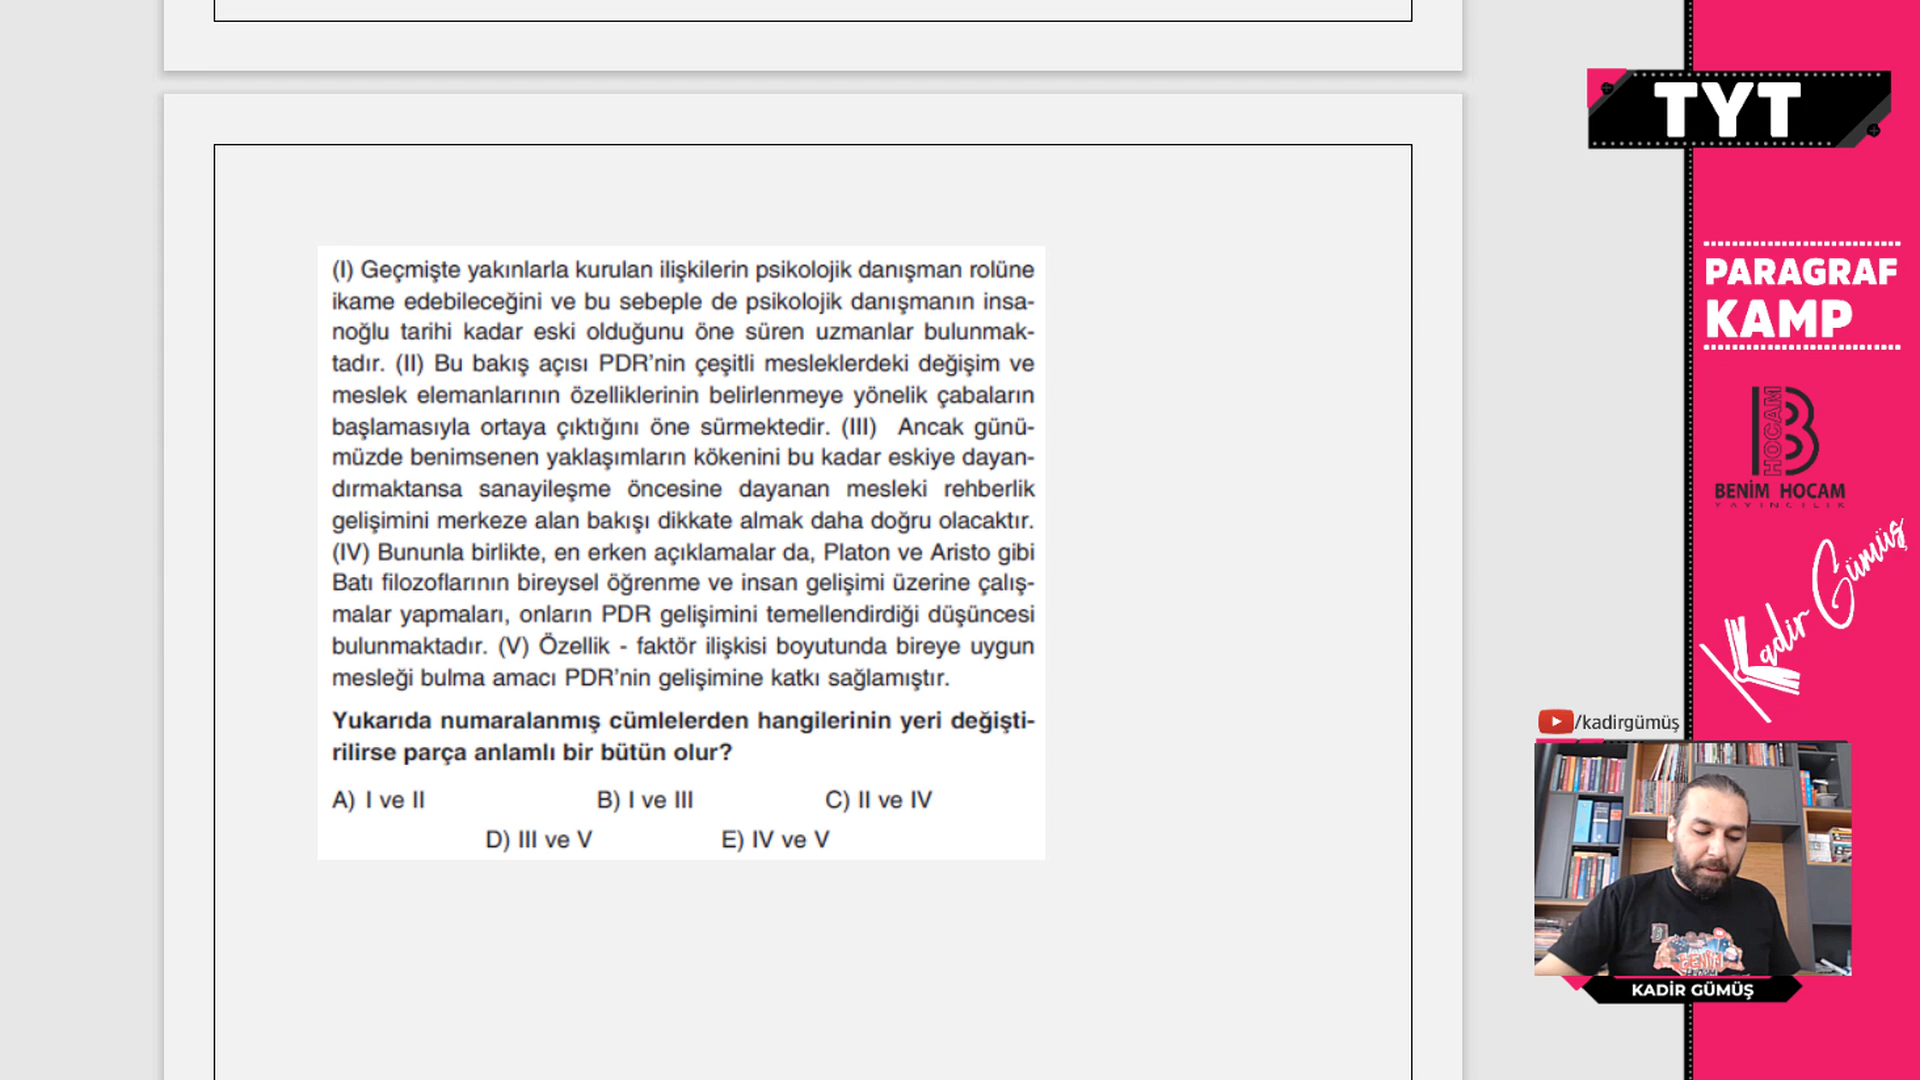 (I) Geçmişte yakınlarla kurulan ilişkilerin psikolojik danışman rolüne
ikame edebileceğini ve bu sebeple de psikolojik danışmanın insa-
noğlu tarihi kadar eski olduğunu öne süren uzmanlar bulunmak-
tadır. (II) Bu bakış açısı PDR’nin çeşitli mesleklerdeki değişim ve
meslek elemanlarının özelliklerinin belirlenmeye yönelik çabaların
başlamasıyla ortaya çıktığını öne sürmektedir. (III) Ancak günü-
müzde benimsenen yaklaşımların kökenini bu kadar eskiye dayan-
dırmaktansa sanayileşme öncesine dayanan mesleki rehberlik
gelişimini merkeze alan bakışı dikkate almak daha doğru olacaktır.
(IV) Bununla birlikte, en erken açıklamalar da, Platon ve Aristo gibi
Batı filozoflarının bireysel öğrenme ve insan gelişimi üzerine çalış-
malar yapmaları, onların PDR gelişimini temellendirdiği düşüncesi
bulunmaktadır. (V) Özellik - faktör ilişkisi boyutunda bireye uygun
mesleği bulma amacı PDR’nin gelişimine katkı sağlamıştır.
Yukarıda numaralanmış cümlelerden hangilerinin yeri değişti-
rilirse parça anlamlı bir bütün olur?
A) I ve II B) I ve III C) II ve IV
D) III ve V E) IV ve V
TYT
PARAGRAF
KAMP
HOCAM
BENİM HOCAM
YAYINCILIK
Kadir Gümüş
/kadirgümüş
KADİR GÜMÜŞ